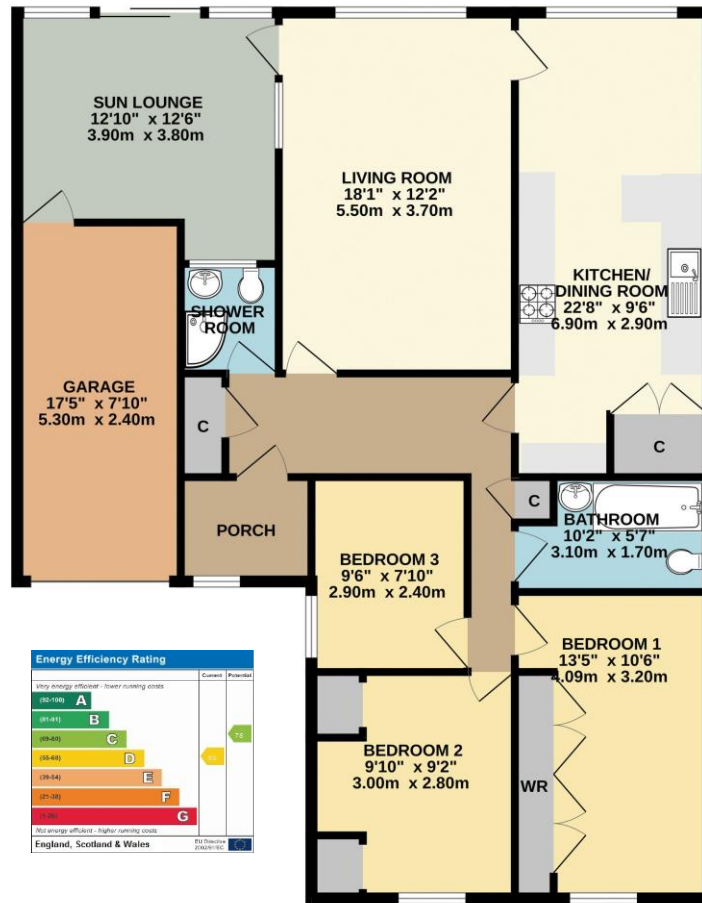 SUN LOUNGE
12'10" x 12'6"
3.90m x 3.80m
LIVING ROOM
18'1" x 12'2"
5.50m x 3.70m
KITCHEN/
DINING ROOM
22'8" x 9'6"
6.90m x 2.90m
SHOWER
ROOM
GARAGE
17'5" x 7'10"
5.30m x 2.40m
C
C
C
PORCH
BATHROOM
10'2" x 5'7"
3.10m x 1.70m
BEDROOM 3
9'6" x 7'10"
2.90m x 2.40m
BEDROOM 1
13'5" x 10'6"
4.09m x 3.20m
BEDROOM 2
9'10" x 9'2"
3.00m x 2.80m
WR
Energy Efficiency Rating
Current Potential
Very energy efficient - lower running costs
(92-100) A
(81-91) B
(69-80) C
(55-68) D
(39-54) E
(21-38) F
(1-20) G
Not energy efficient - higher running costs
England, Scotland & Wales
EU Directive
2002/91/EC